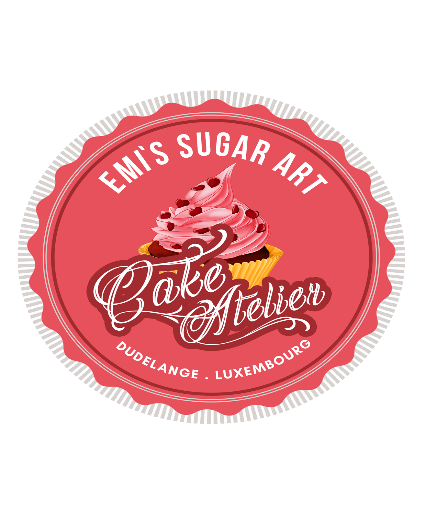 EMI`S SUGAR ART
Cake
Atelier
DUDELANGE . LUXEMBOURG